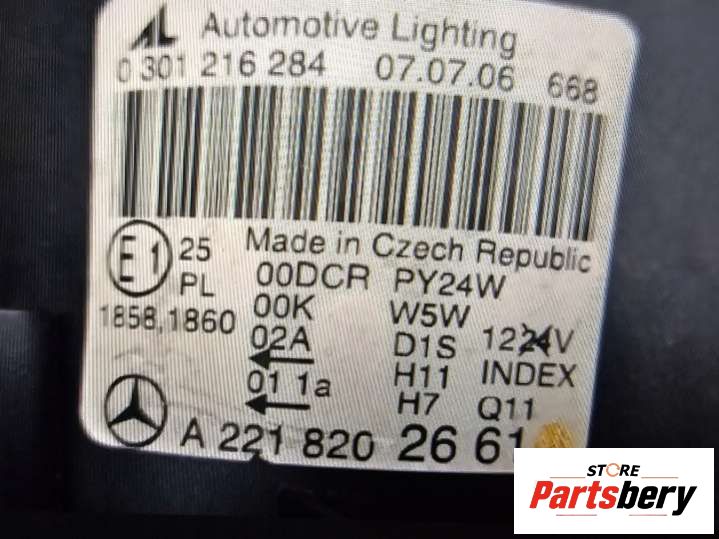 AL Automotive Lighting
0 301 216 284 07.07.06 668
E1 25 Made in Czech Republic
PL 00DCR PY24W
1858,1860 00K W5W
02A D1S 12 V
01 1a H11 INDEX
H7 Q11
A 221 820 26 61
STORE
Partsbery